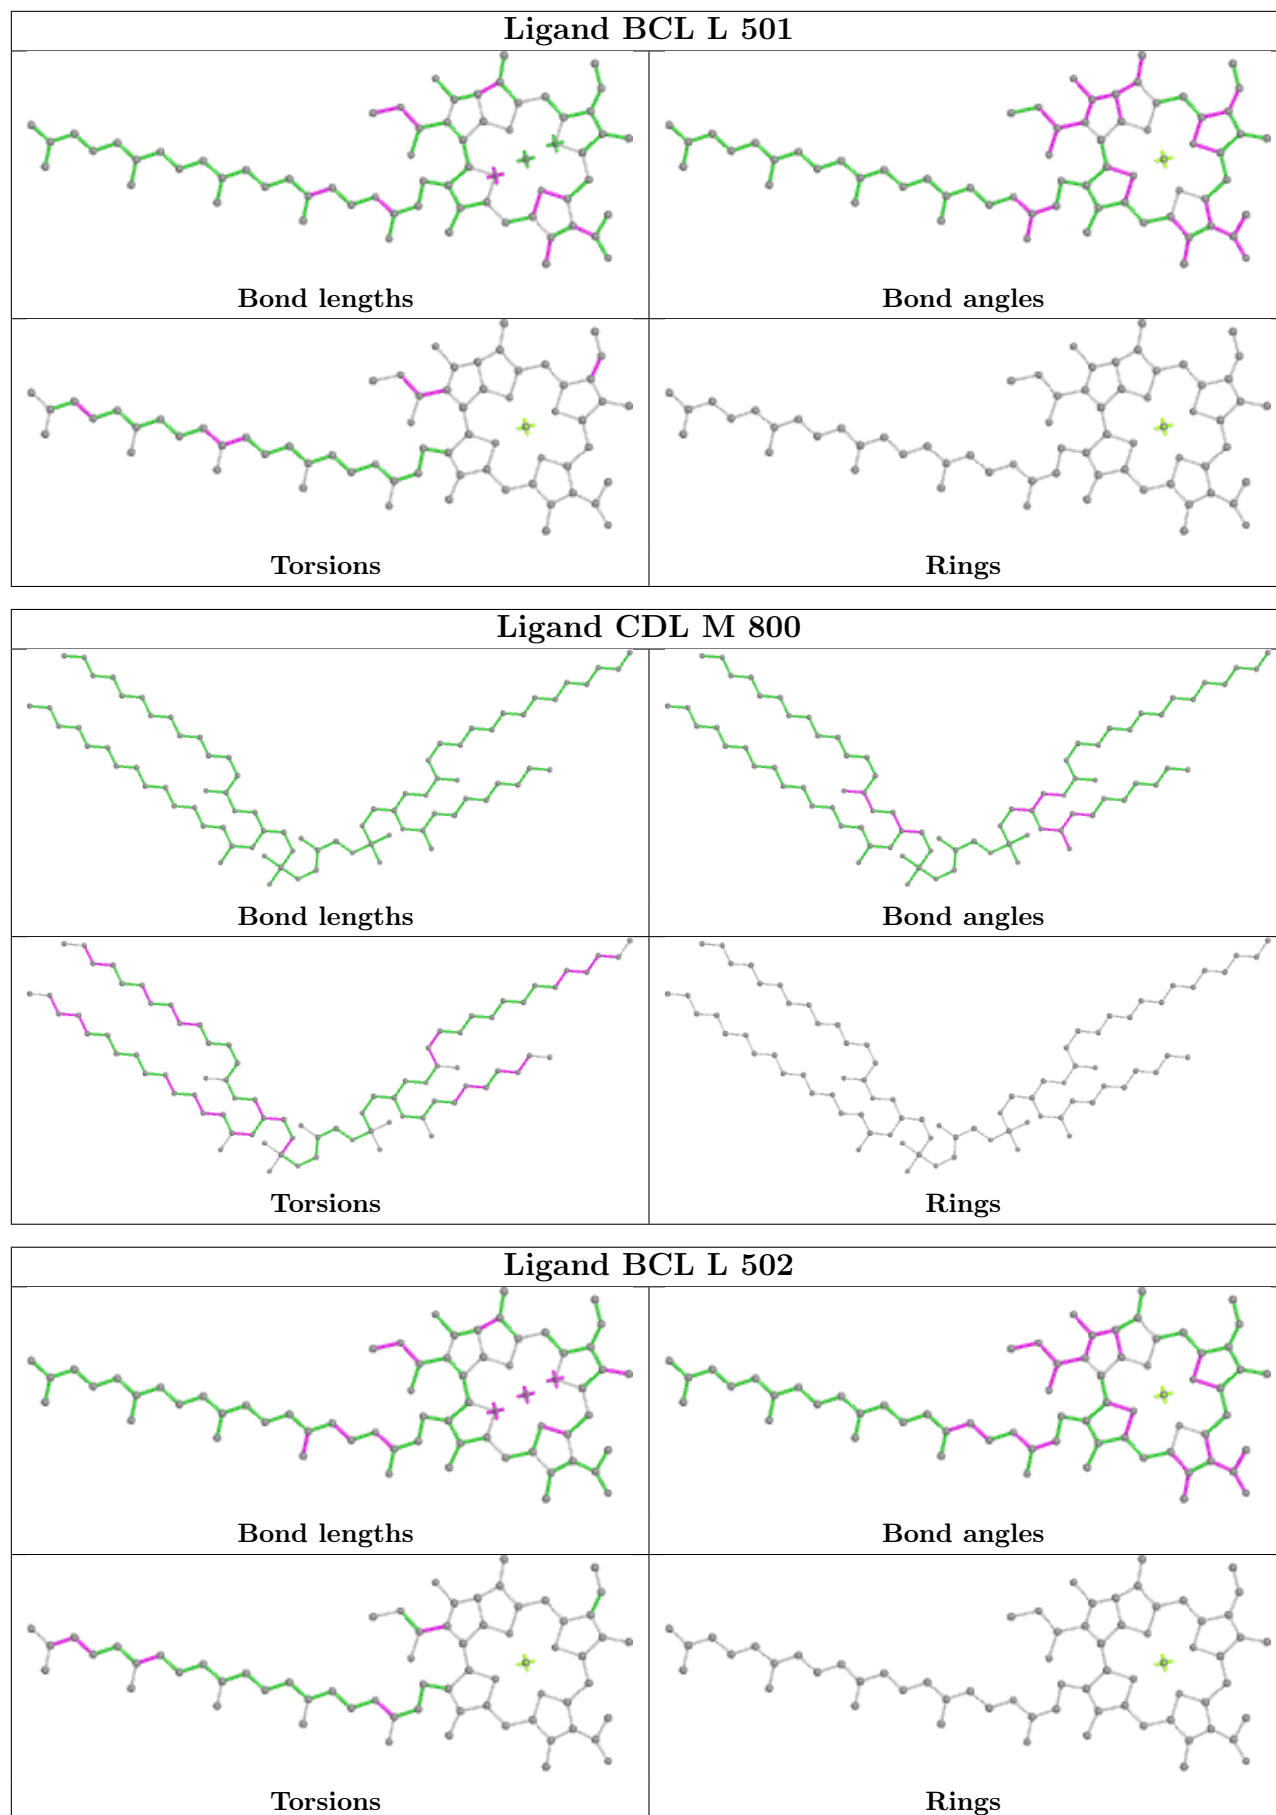 Ligand BCL L 501
Bond lengths
Bond angles
Torsions
Rings
Ligand CDL M 800
Bond lengths
Bond angles
Torsions
Rings
Ligand BCL L 502
Bond lengths
Bond angles
Torsions
Rings